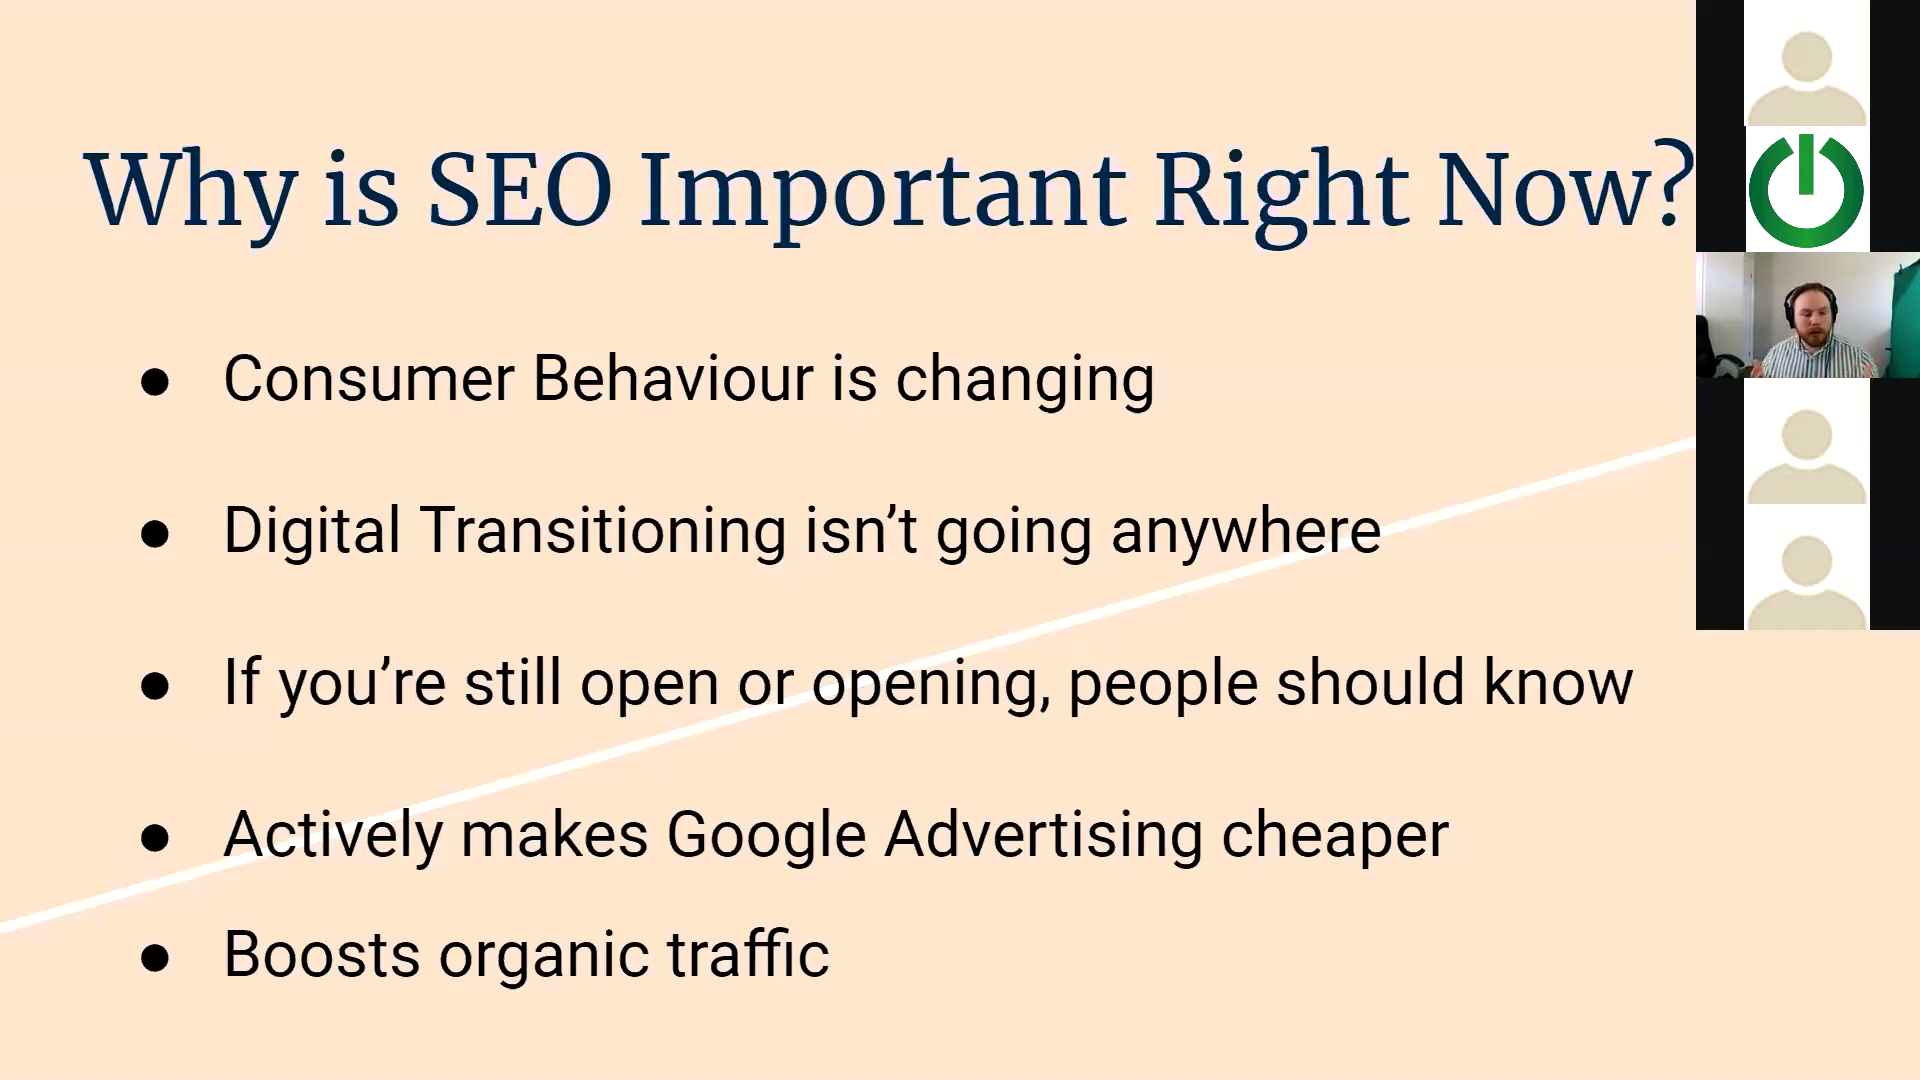 Why is SEO Important Right Now?
● Consumer Behaviour is changing
● Digital Transitioning isn’t going anywhere
● If you’re still open or opening, people should know
● Actively makes Google Advertising cheaper
● Boosts organic traffic